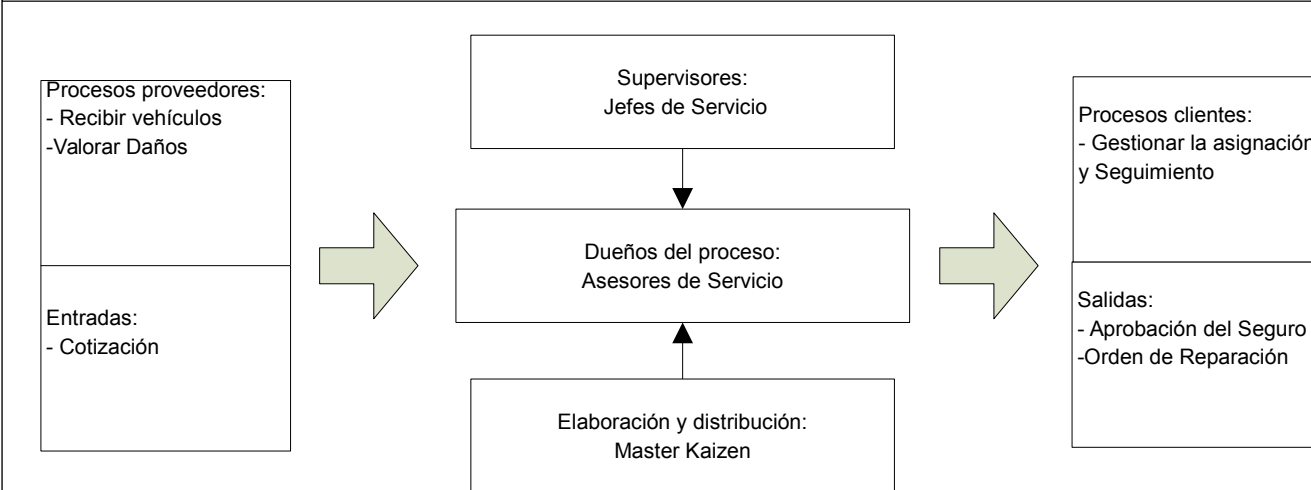 Procesos proveedores:
- Recibir vehículos
-Valorar Daños
Entradas:
- Cotización
Supervisores:
Jefes de Servicio
Dueños del proceso:
Asesores de Servicio
Elaboración y distribución:
Master Kaizen
Procesos clientes:
- Gestionar la asignación
y Seguimiento
Salidas:
- Aprobación del Seguro
-Orden de Reparación